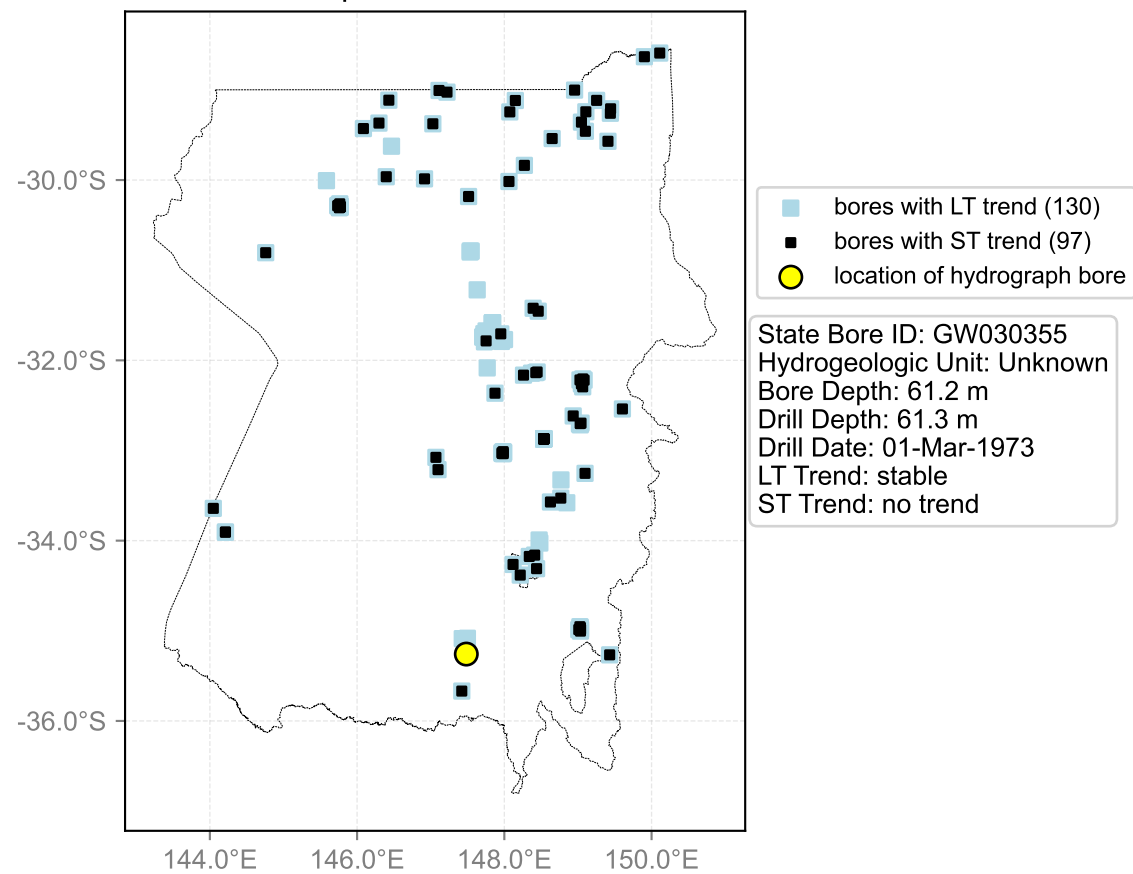 -30.0°S
-32.0°S
-34.0°S
-36.0°S
144.0°E 146.0°E 148.0°E 150.0°E
bores with LT trend (130)
bores with ST trend (97)
location of hydrograph bore
State Bore ID: GW030355
Hydrogeologic Unit: Unknown
Bore Depth: 61.2 m
Drill Depth: 61.3 m
Drill Date: 01-Mar-1973
LT Trend: stable
ST Trend: no trend